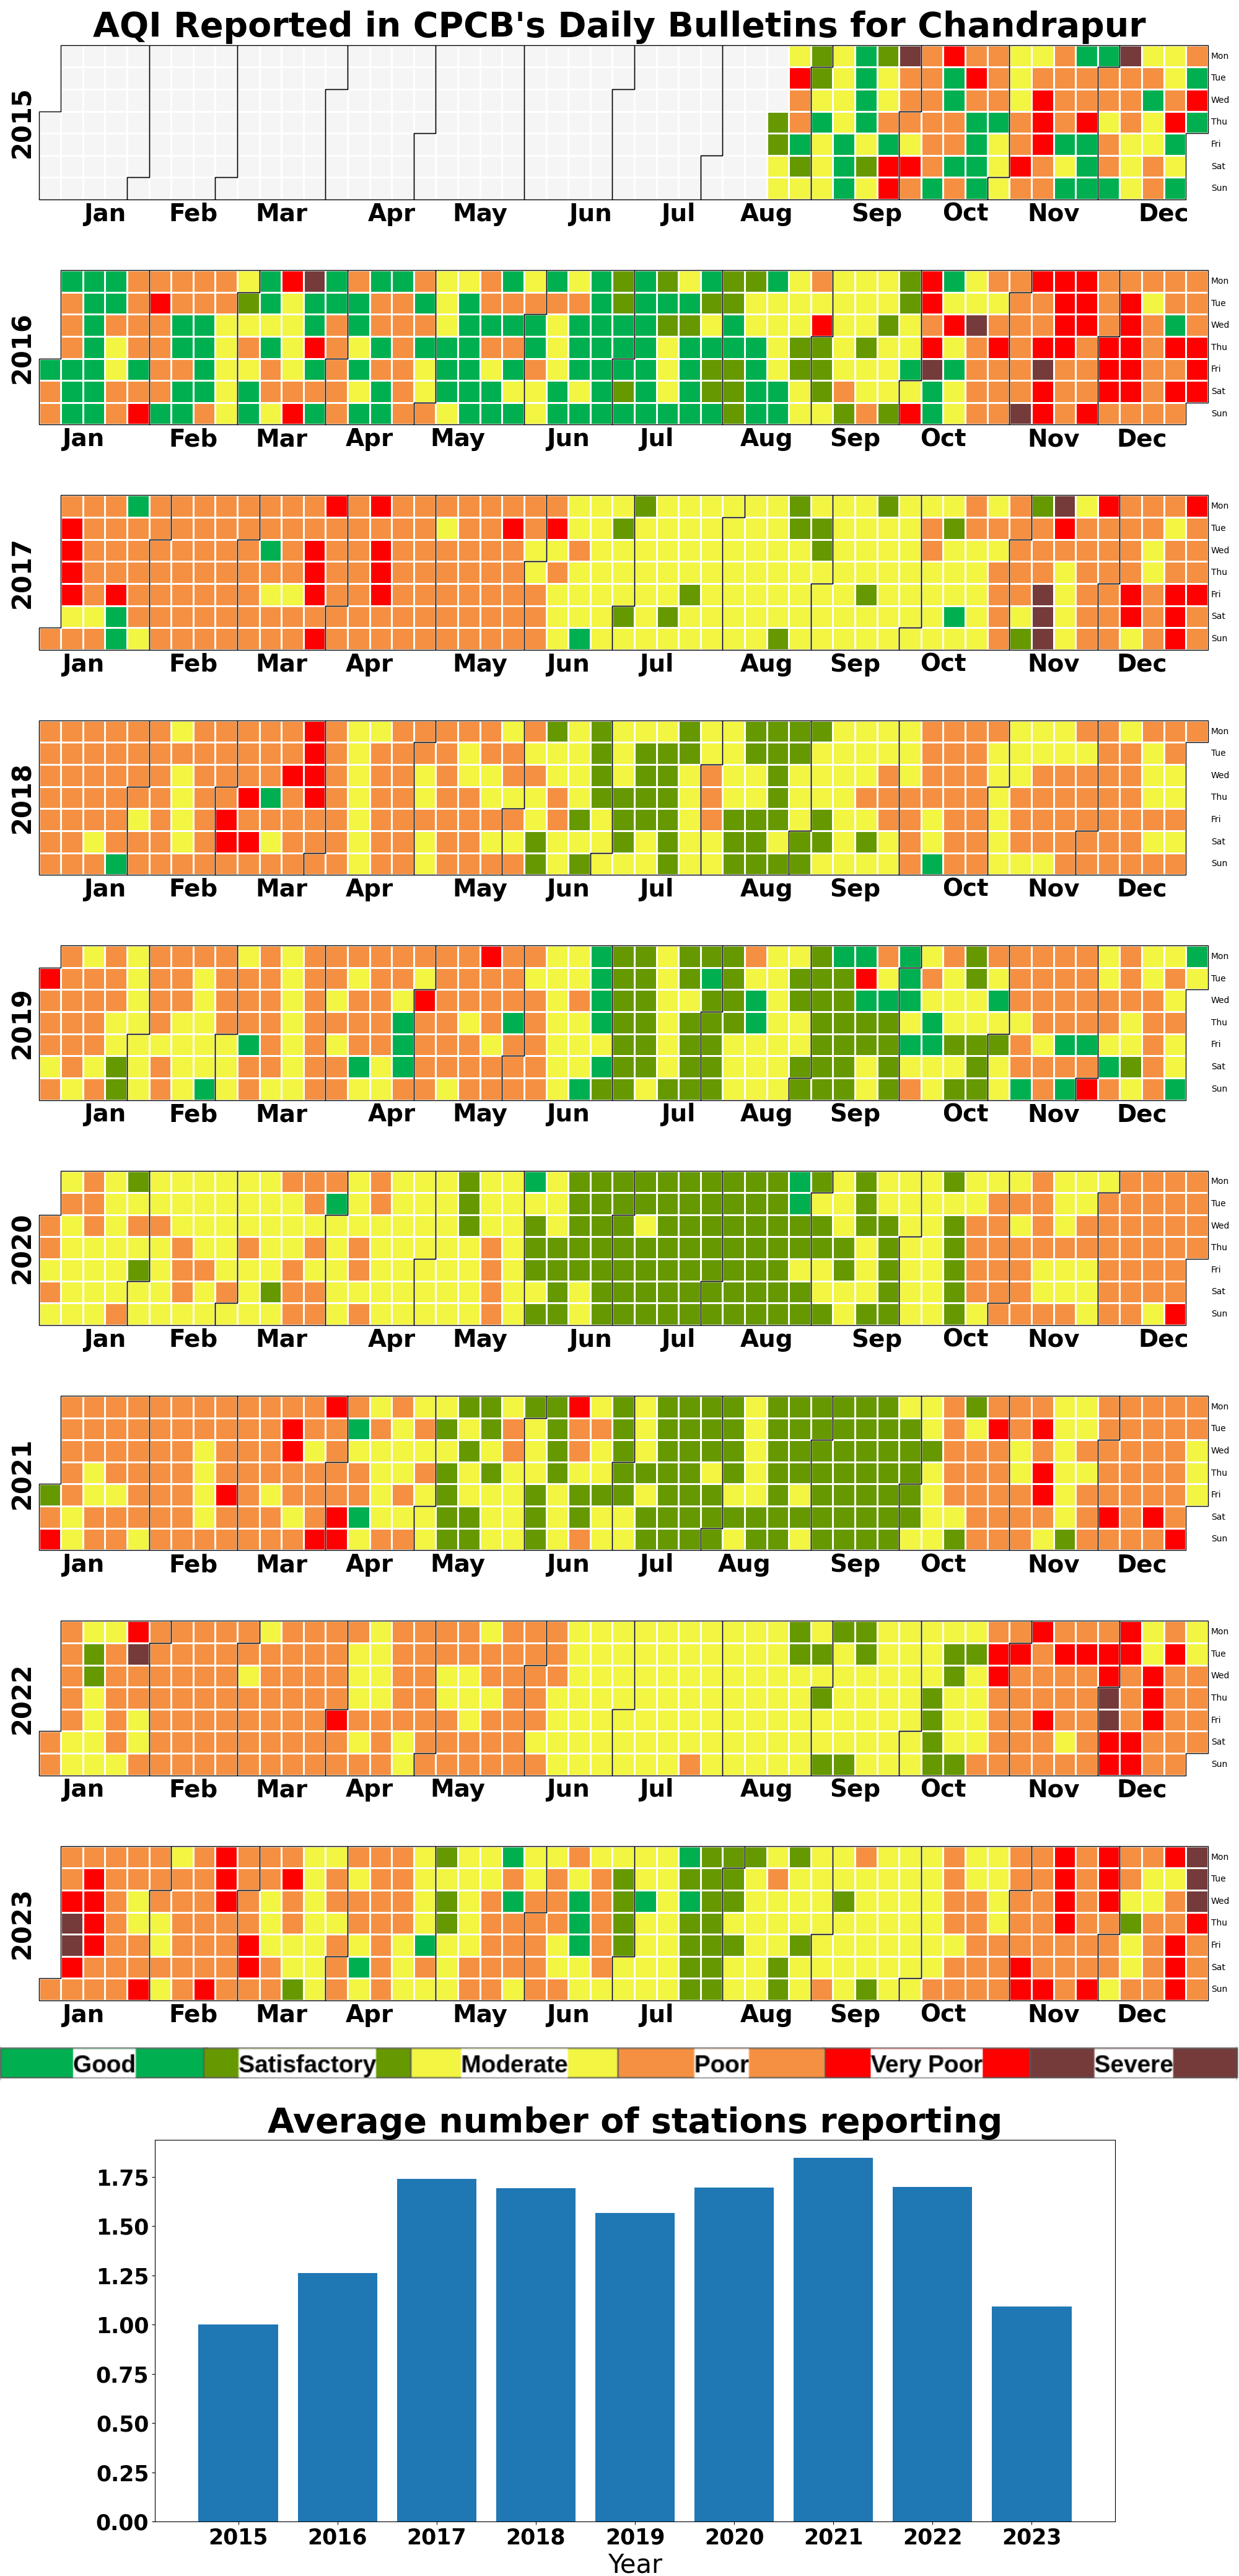 AQI Reported in CPCB's Daily Bulletins for Chandrapur
2015
Mon
Tue
Wed
Thu
Fri
Sat
Sun
Jan Feb Mar Apr May Jun Jul Aug Sep Oct Nov Dec
2016
Mon
Tue
Wed
Thu
Fri
Sat
Sun
Jan Feb Mar Apr May Jun Jul Aug Sep Oct Nov Dec
2017
Mon
Tue
Wed
Thu
Fri
Sat
Sun
Jan Feb Mar Apr May Jun Jul Aug Sep Oct Nov Dec
2018
Mon
Tue
Wed
Thu
Fri
Sat
Sun
Jan Feb Mar Apr May Jun Jul Aug Sep Oct Nov Dec
2019
Mon
Tue
Wed
Thu
Fri
Sat
Sun
Jan Feb Mar Apr May Jun Jul Aug Sep Oct Nov Dec
2020
Mon
Tue
Wed
Thu
Fri
Sat
Sun
Jan Feb Mar Apr May Jun Jul Aug Sep Oct Nov Dec
2021
Mon
Tue
Wed
Thu
Fri
Sat
Sun
Jan Feb Mar Apr May Jun Jul Aug Sep Oct Nov Dec
2022
Mon
Tue
Wed
Thu
Fri
Sat
Sun
Jan Feb Mar Apr May Jun Jul Aug Sep Oct Nov Dec
2023
Mon
Tue
Wed
Thu
Fri
Sat
Sun
Jan Feb Mar Apr May Jun Jul Aug Sep Oct Nov Dec
Good Satisfactory Moderate Poor Very Poor Severe
Average number of stations reporting
1.75
1.50
1.25
1.00
0.75
0.50
0.25
0.00
2015 2016 2017 2018 2019 2020 2021 2022 2023
Year